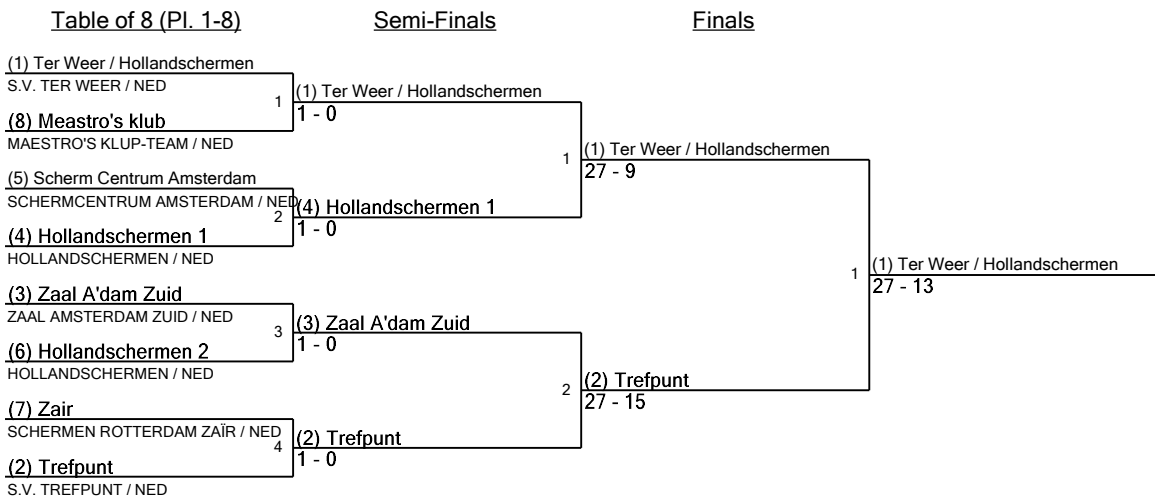 Table of 8 (Pl. 1-8)
Semi-Finals
Finals
(1) Ter Weer / Hollandschermen
S.V. TER WEER / NED
1
(1) Ter Weer / Hollandschermen
1 - 0
(8) Meastro's klub
MAESTRO'S KLUP-TEAM / NED
1
(1) Ter Weer / Hollandschermen
27 - 9
(5) Scherm Centrum Amsterdam
SCHERMCENTRUM AMSTERDAM / NED
2
(4) Hollandschermen 1
1 - 0
(4) Hollandschermen 1
HOLLANDSCHERMEN / NED
1
(1) Ter Weer / Hollandschermen
27 - 13
(3) Zaal A'dam Zuid
ZAAL AMSTERDAM ZUID / NED
3
(3) Zaal A'dam Zuid
1 - 0
(6) Hollandschermen 2
HOLLANDSCHERMEN / NED
2
(2) Trefpunt
27 - 15
(7) Zair
SCHERMEN ROTTERDAM ZAÏR / NED
4
(2) Trefpunt
1 - 0
(2) Trefpunt
S.V. TREFPUNT / NED